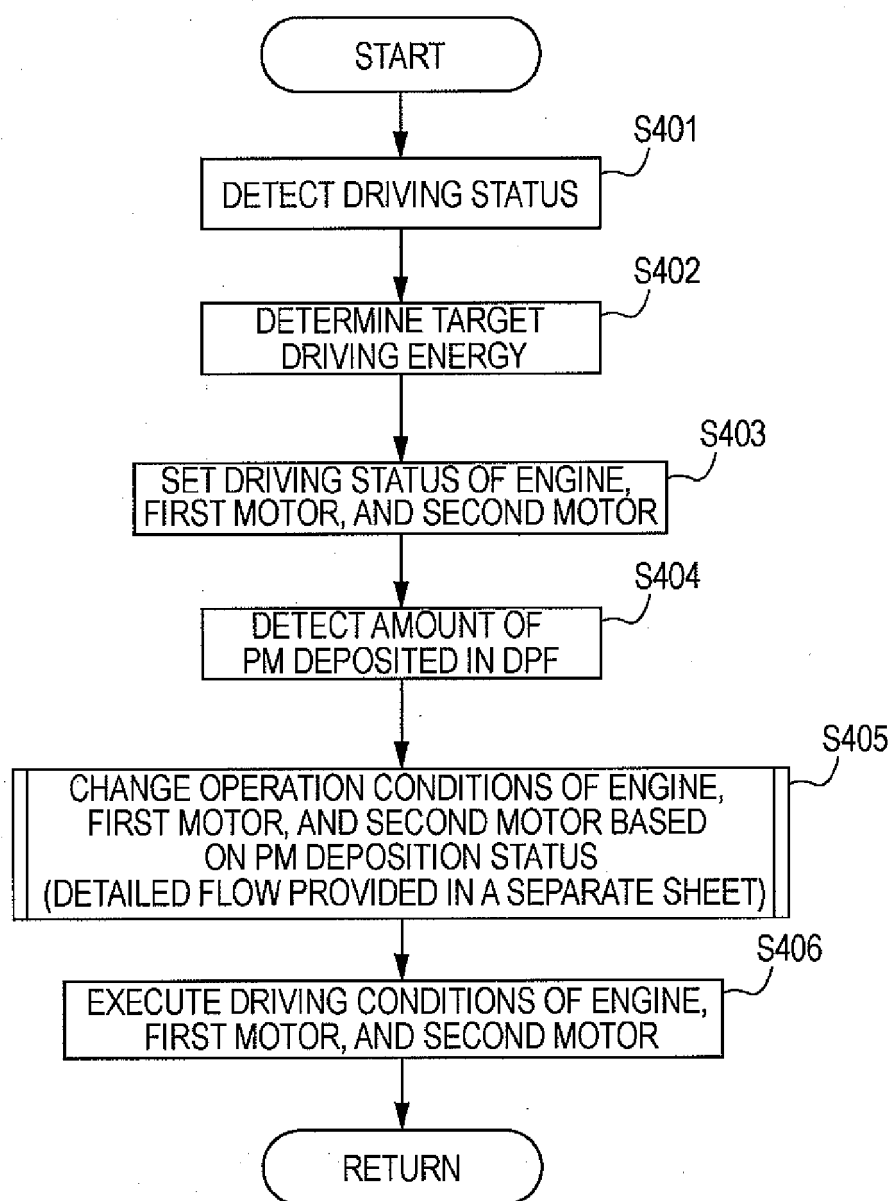 START
S401
DETECT DRIVING STATUS
S402
DETERMINE TARGET
DRIVING ENERGY
S403
SET DRIVING STATUS OF ENGINE,
FIRST MOTOR, AND SECOND MOTOR
S404
DETECT AMOUNT OF
PM DEPOSITED IN DPF
S405
CHANGE OPERATION CONDITIONS OF ENGINE,
FIRST MOTOR, AND SECOND MOTOR BASED
ON PM DEPOSITION STATUS
(DETAILED FLOW PROVIDED IN A SEPARATE SHEET)
S406
EXECUTE DRIVING CONDITIONS OF ENGINE,
FIRST MOTOR, AND SECOND MOTOR
RETURN